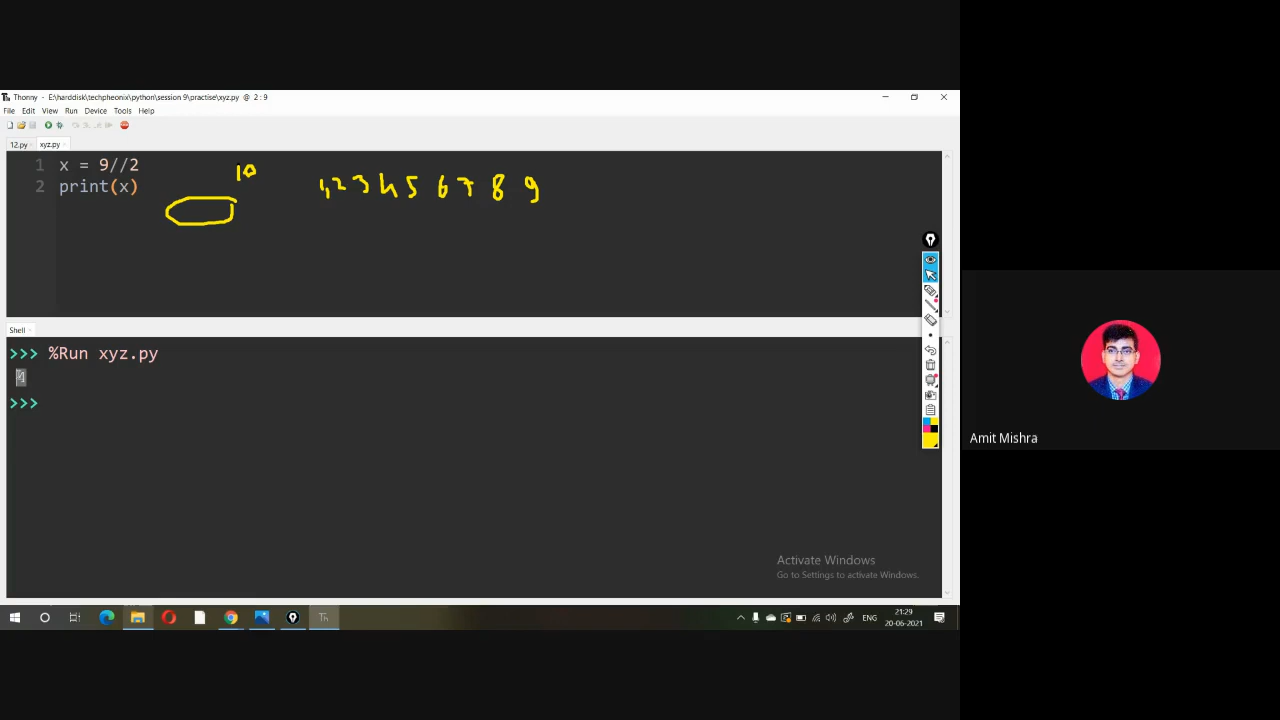 Thonny - E:\harddisk\techpheonix\python\session 9\practise\xyz.py @ 2 : 9
File Edit View Run Device Tools Help
12.py xyz.py
1 x = 9//2
2 print(x)
10
1 2 3 4 5 6 7 8 9
Shell
>>> %Run xyz.py
4
>>>
Amit Mishra
Activate Windows
Go to Settings to activate Windows.
ENG
21:29
20-06-2021